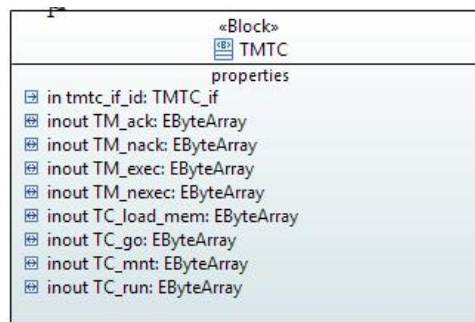 «Block»
TMTC
properties
in tmtc_if_id: TMTC_if
inout TM_ack: EByteArray
inout TM_nack: EByteArray
inout TM_exec: EByteArray
inout TM_nexec: EByteArray
inout TC_load_mem: EByteArray
inout TC_go: EByteArray
inout TC_mnt: EByteArray
inout TC_run: EByteArray